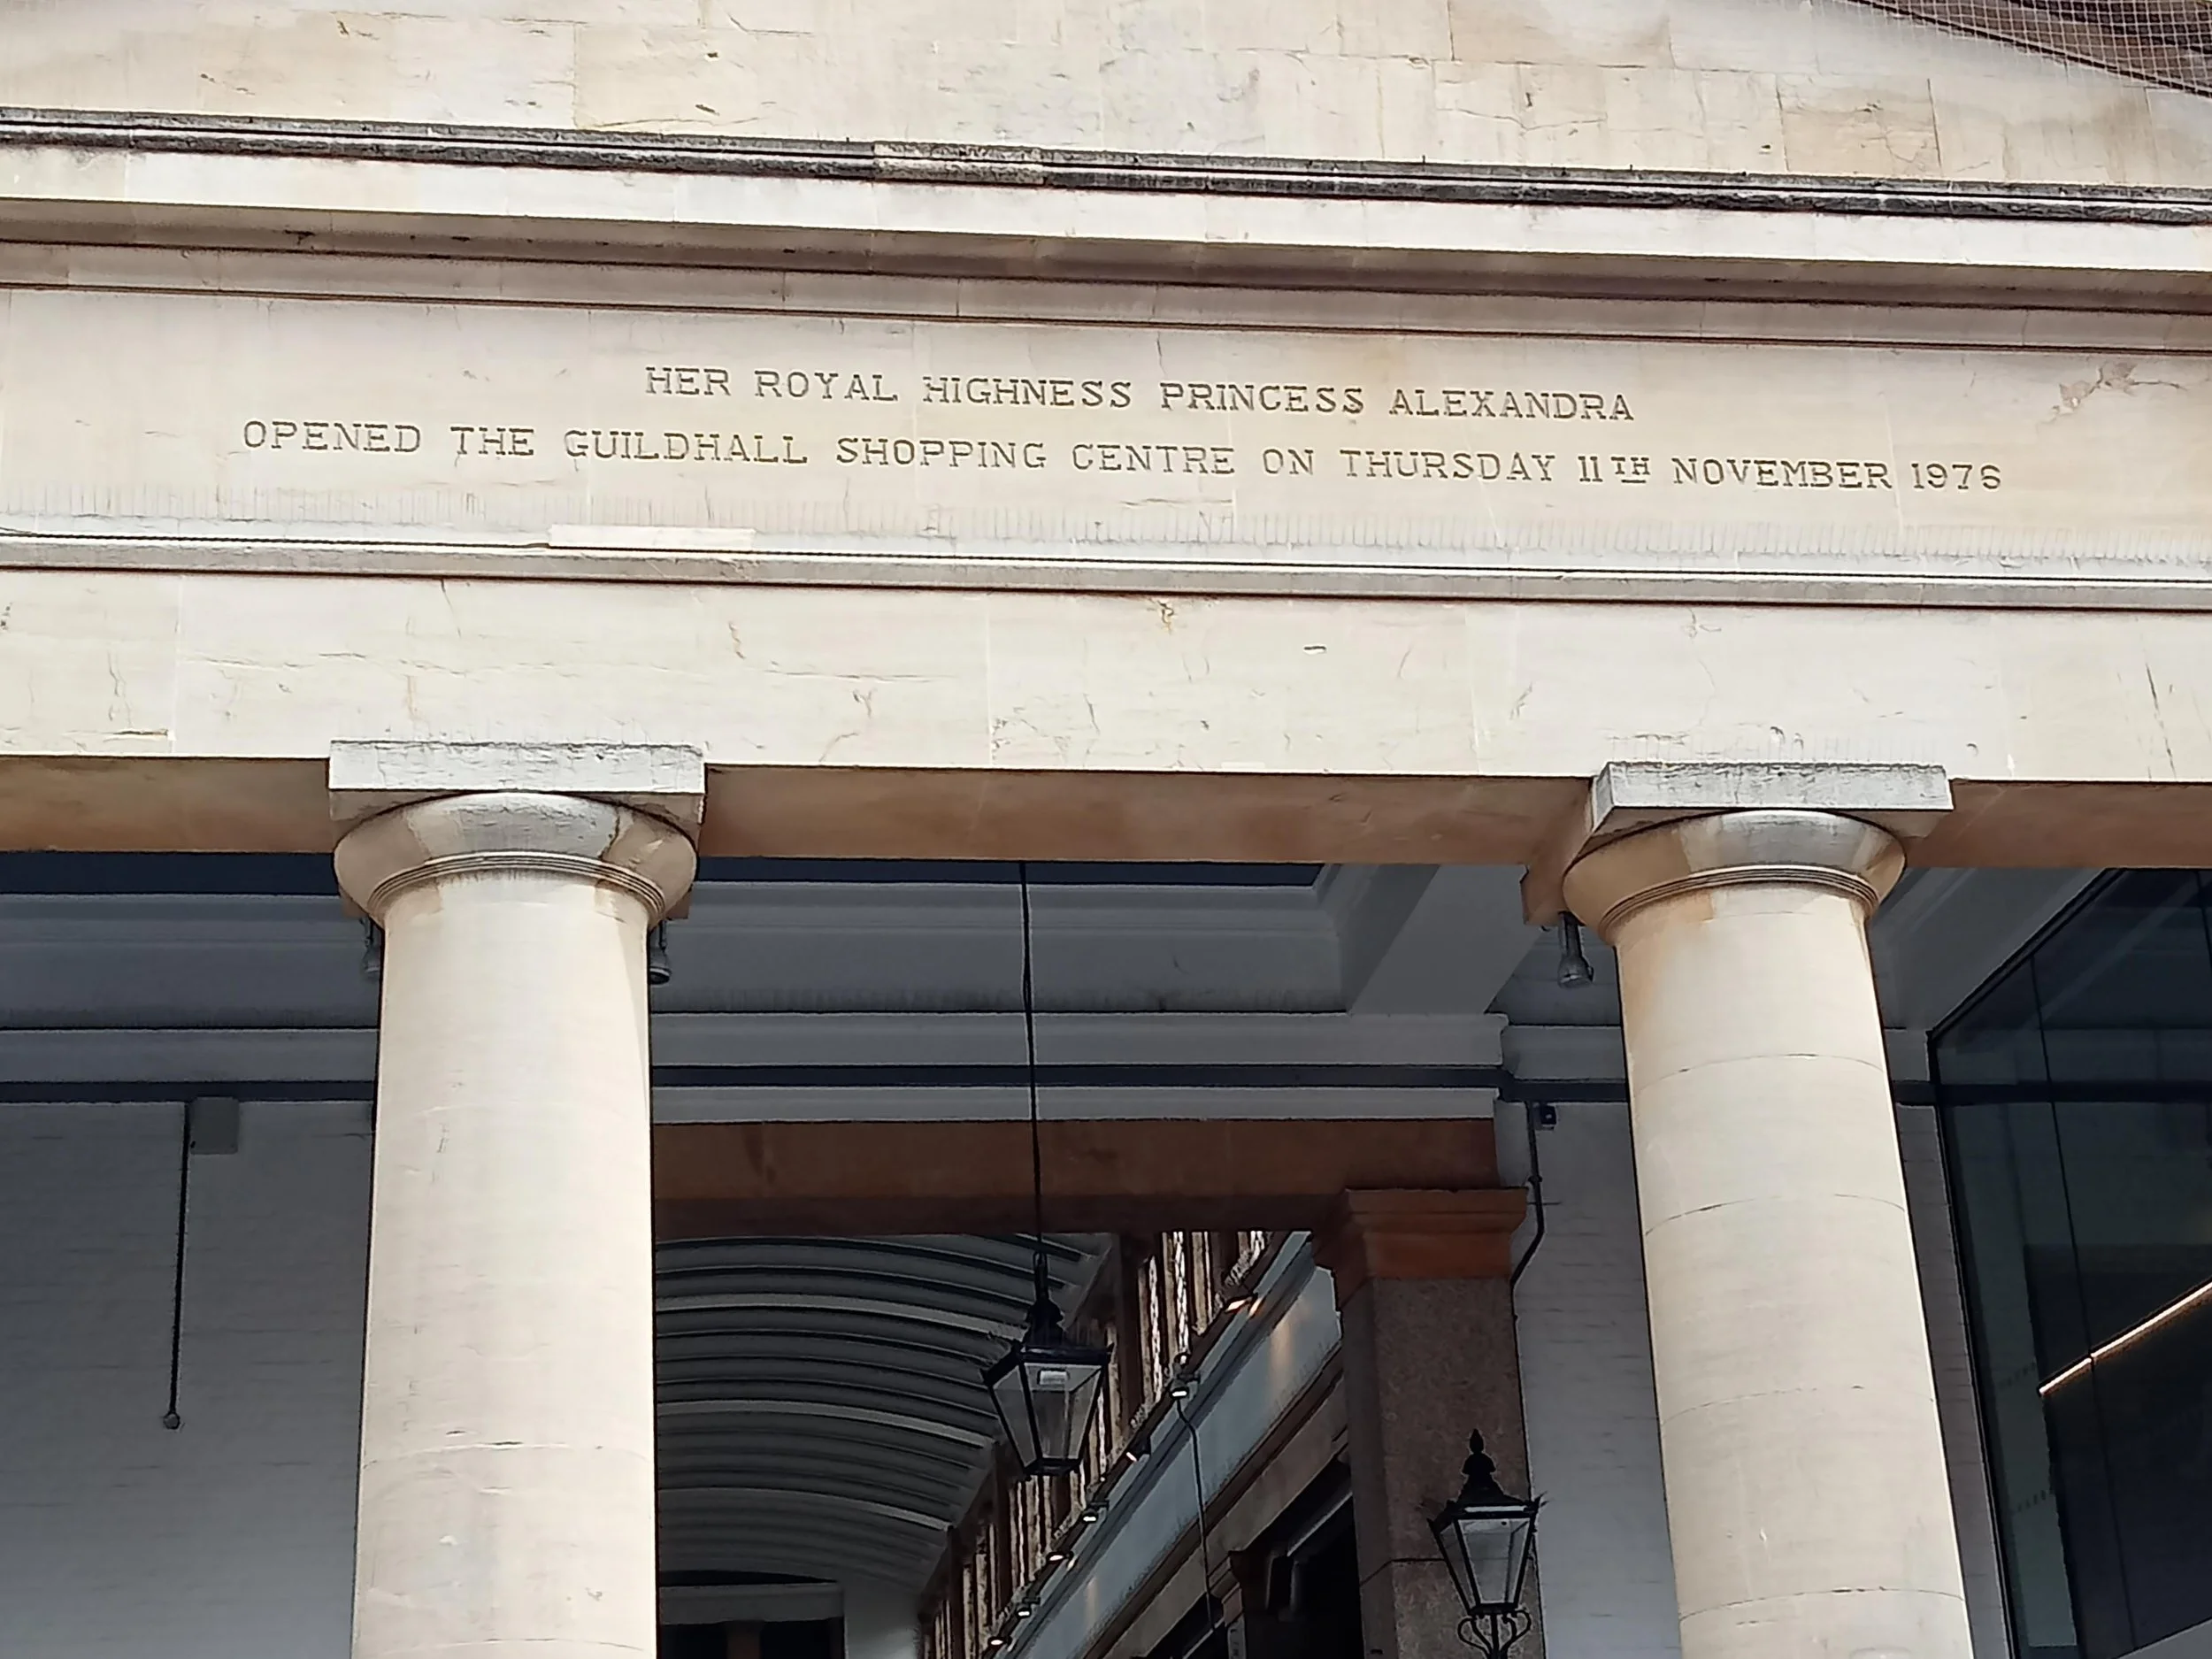 HER ROYAL HIGHNESS PRINCESS ALEXANDRA
OPENED THE GUILDHALL SHOPPING CENTRE ON THURSDAY 11TH NOVEMBER 1976